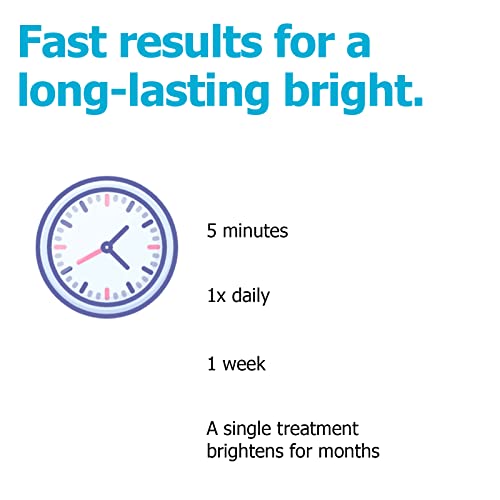 Fast results for a
long-lasting bright.
5 minutes
1x daily
1 week
A single treatment
brightens for months